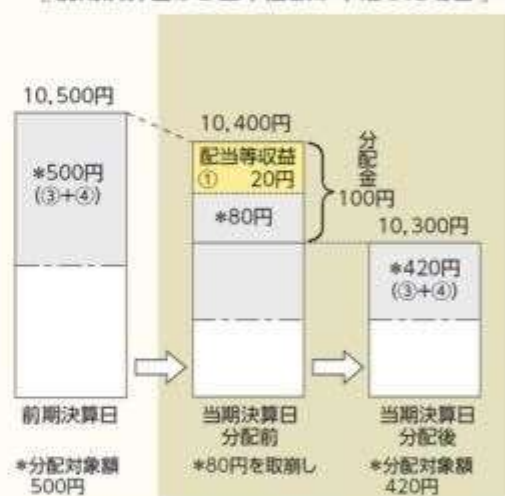 10,500円
*500円
(③+④)
10,400円
配当等収益
① 20円
*80円
分配金
100円
10,300円
*420円
(③+④)
前期決算日
当期決算日
分配前
当期決算日
分配後
*分配対象額
500円
*80円を取崩し
*分配対象額
420円